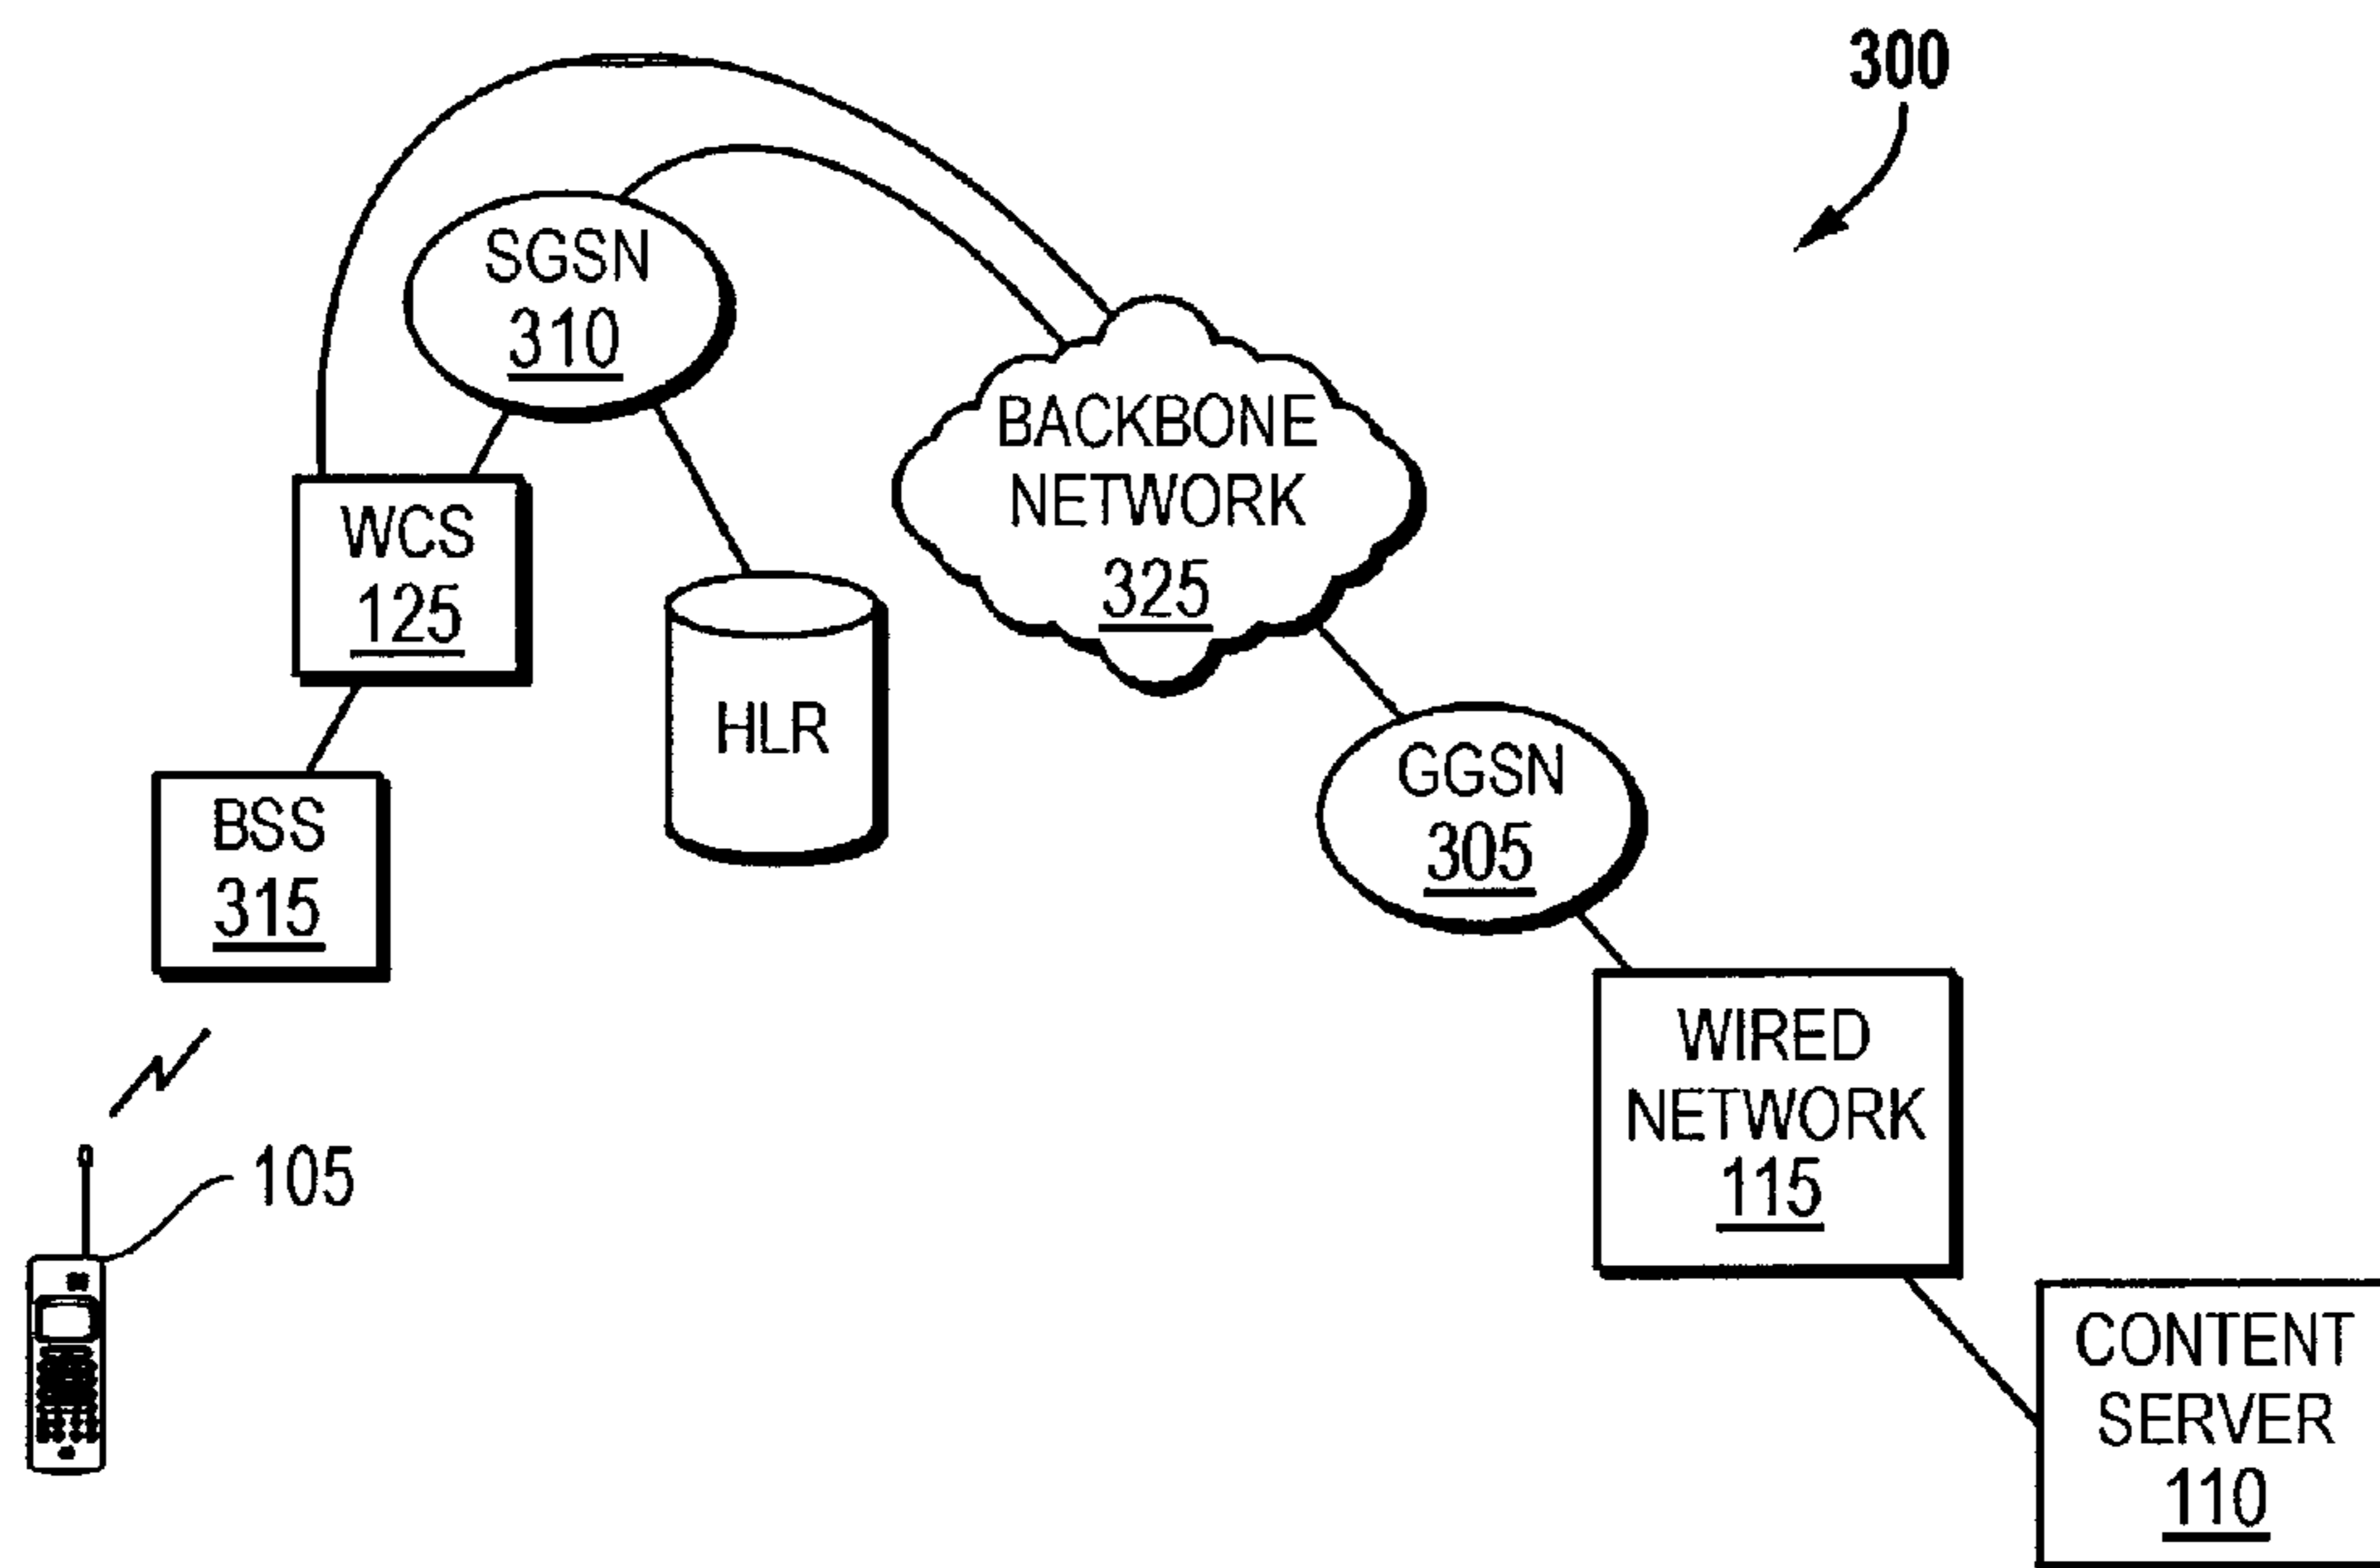 300
SGSN
310
BACKBONE
NETWORK
325
WCS
125
HLR
BSS
315
GGSN
305
WIRED
NETWORK
115
105
CONTENT
SERVER
110